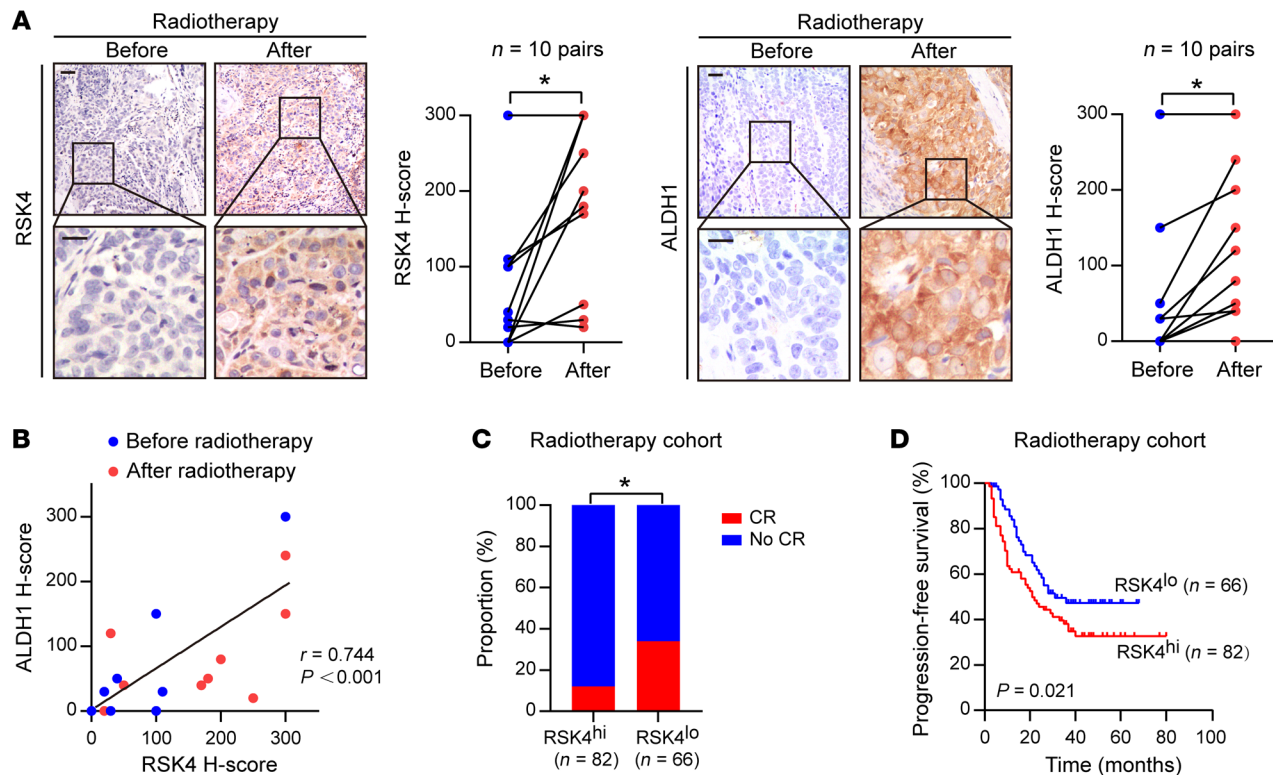 A
Radiotherapy
Before After
RSK4
n = 10 pairs
*
300
200
100
0
RSK4 H-score
Before After
Radiotherapy
Before After
ALDH1
n = 10 pairs
*
300
200
100
0
ALDH1 H-score
Before After
B
Before radiotherapy
After radiotherapy
300
200
100
0
ALDH1 H-score
r = 0.744
P < 0.001
0 100 200 300
RSK4 H-score
C
Radiotherapy cohort
*
100
80
60
40
20
0
Proportion (%)
CR
No CR
RSK4hi RSK4lo
(n = 82) (n = 66)
D
Radiotherapy cohort
100
80
60
40
20
0
Progression-free survival (%)
RSK4lo (n = 66)
RSK4hi (n = 82)
P = 0.021
0 20 40 60 80 100
Time (months)